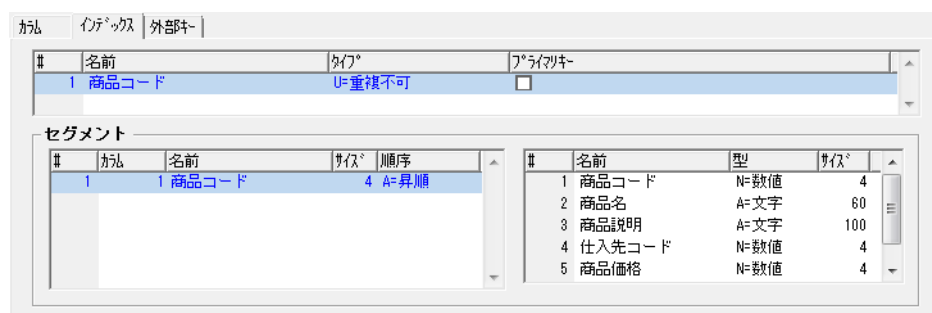 ｶﾗﾑ ｲﾝﾃﾞｯｸｽ 外部ｷｰ
# 名前 ﾀｲﾌﾟ ﾌﾟﾗｲﾏﾘｷｰ
1 商品コード U=重複不可
セグメント
# ｶﾗﾑ 名前 ｻｲｽﾞ 順序
1 1 商品コード 4 A=昇順
# 名前 型 ｻｲｽﾞ
1 商品コード N=数値 4
2 商品名 A=文字 60
3 商品説明 A=文字 100
4 仕入先コード N=数値 4
5 商品価格 N=数値 4